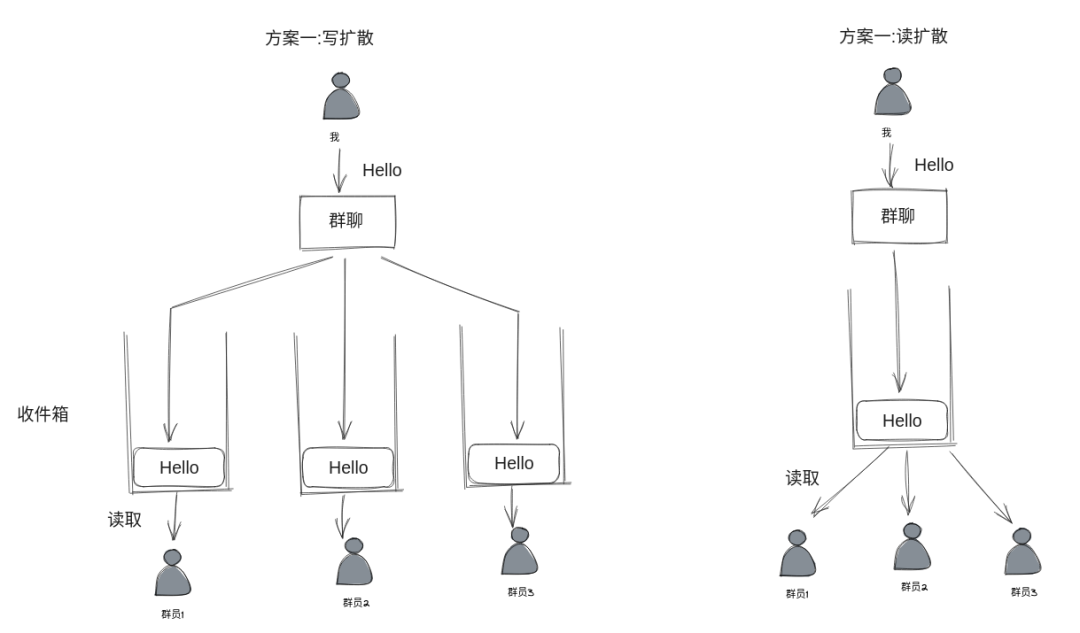 方案一:写扩散
我
Hello
群聊
收件箱
Hello
Hello
Hello
读取
群员1
群员2
群员3
方案一:读扩散
我
Hello
群聊
Hello
读取
群员1
群员2
群员3